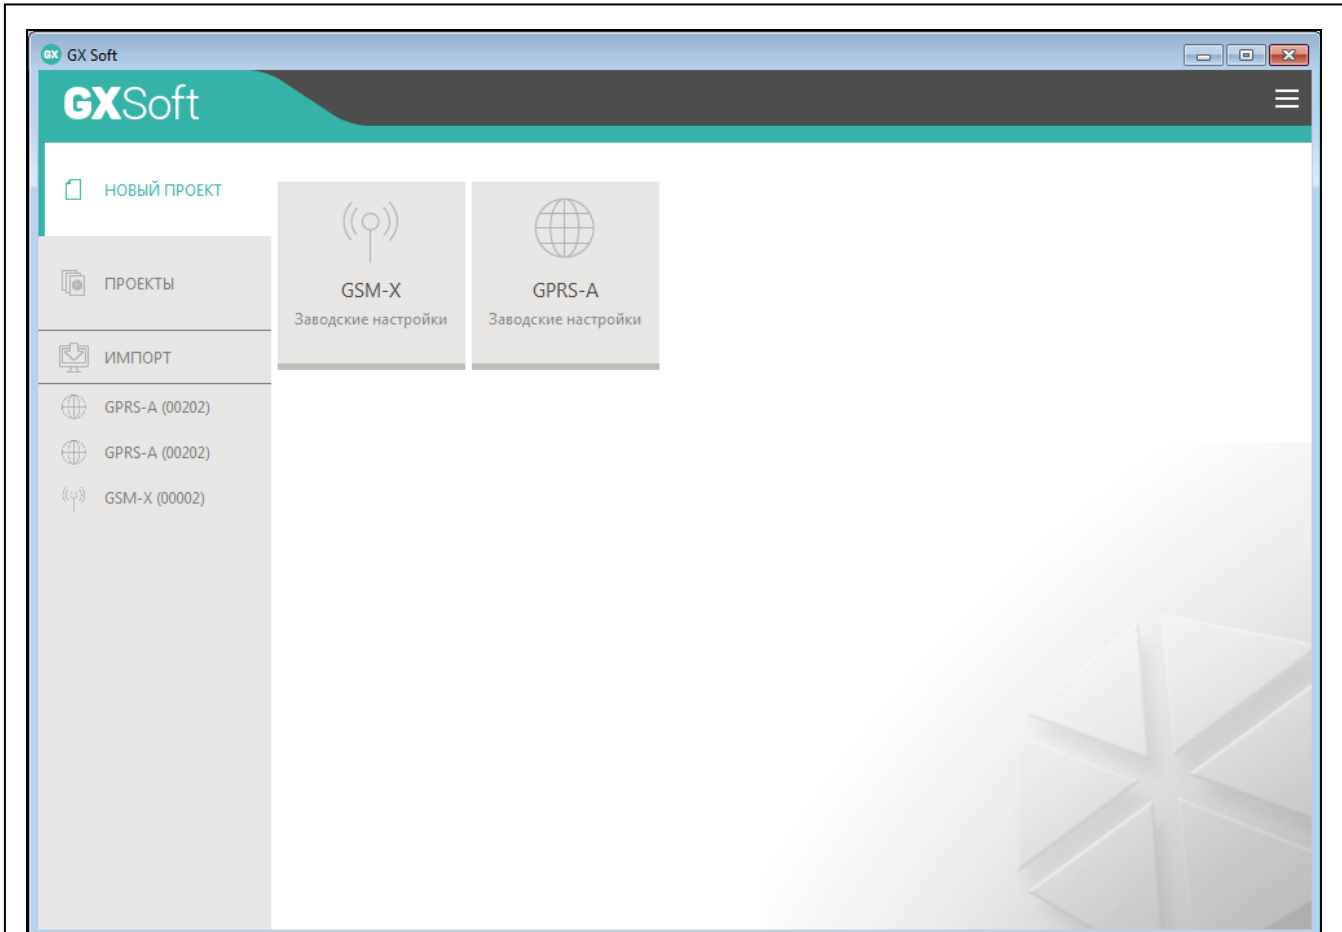 GX GX Soft
GXSoft
НОВЫЙ ПРОЕКТ
ПРОЕКТЫ
ИМПОРТ
GPRS-A (00202)
GPRS-A (00202)
GSM-X (00002)
GSM-X
Заводские настройки
GPRS-A
Заводские настройки